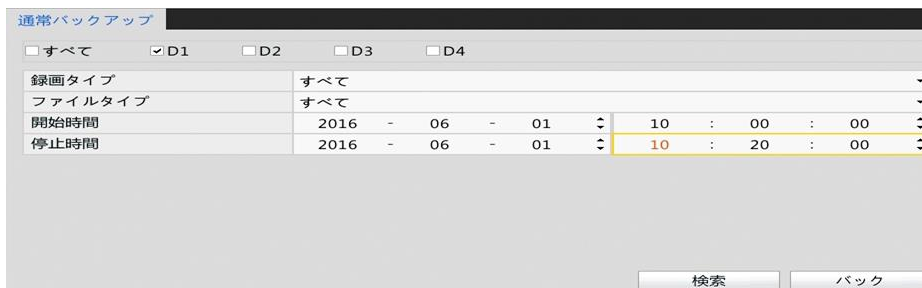 通常バックアップ
すべて D1 D2 D3 D4
録画タイプ すべて
ファイルタイプ すべて
開始時間 2016 - 06 - 01 10 : 00 : 00
停止時間 2016 - 06 - 01 10 : 20 : 00
検索 バック